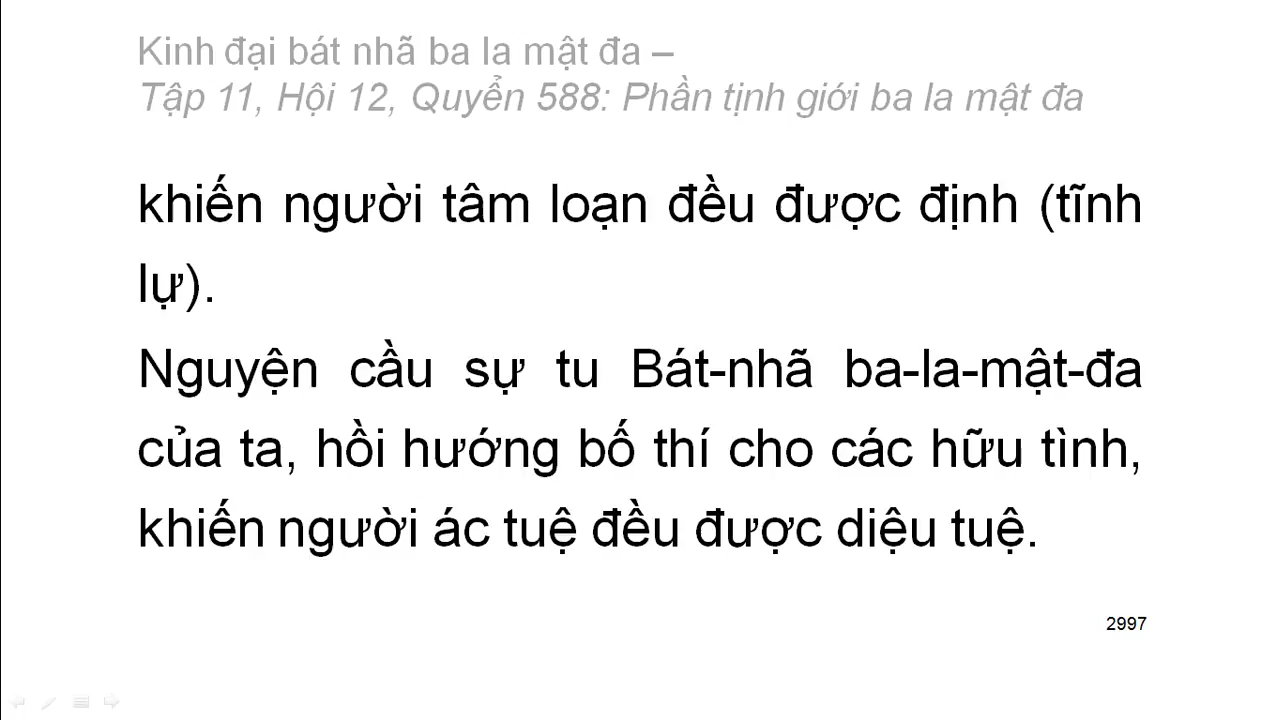 Kinh đại bát nhã ba la mật đa –
Tập 11, Hội 12, Quyển 588: Phần tịnh giới ba la mật đa
khiến người tâm loạn đều được định (tĩnh
lự).
Nguyện cầu sự tu Bát-nhã ba-la-mật-đa
của ta, hồi hướng bố thí cho các hữu tình,
khiến người ác tuệ đều được diệu tuệ.
2997